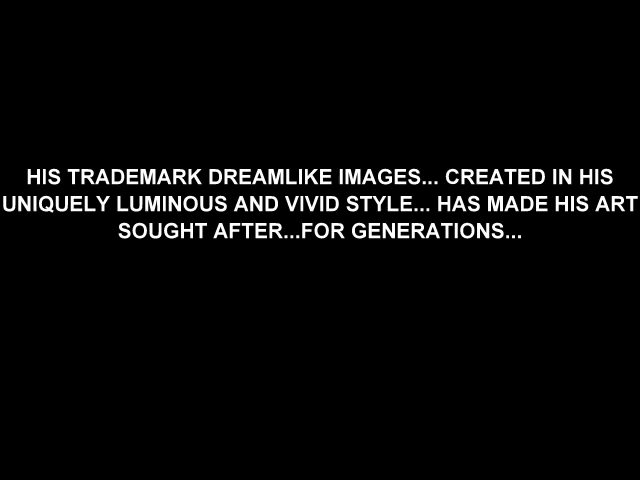 HIS TRADEMARK DREAMLIKE IMAGES... CREATED IN HIS
UNIQUELY LUMINOUS AND VIVID STYLE... HAS MADE HIS ART
SOUGHT AFTER...FOR GENERATIONS...